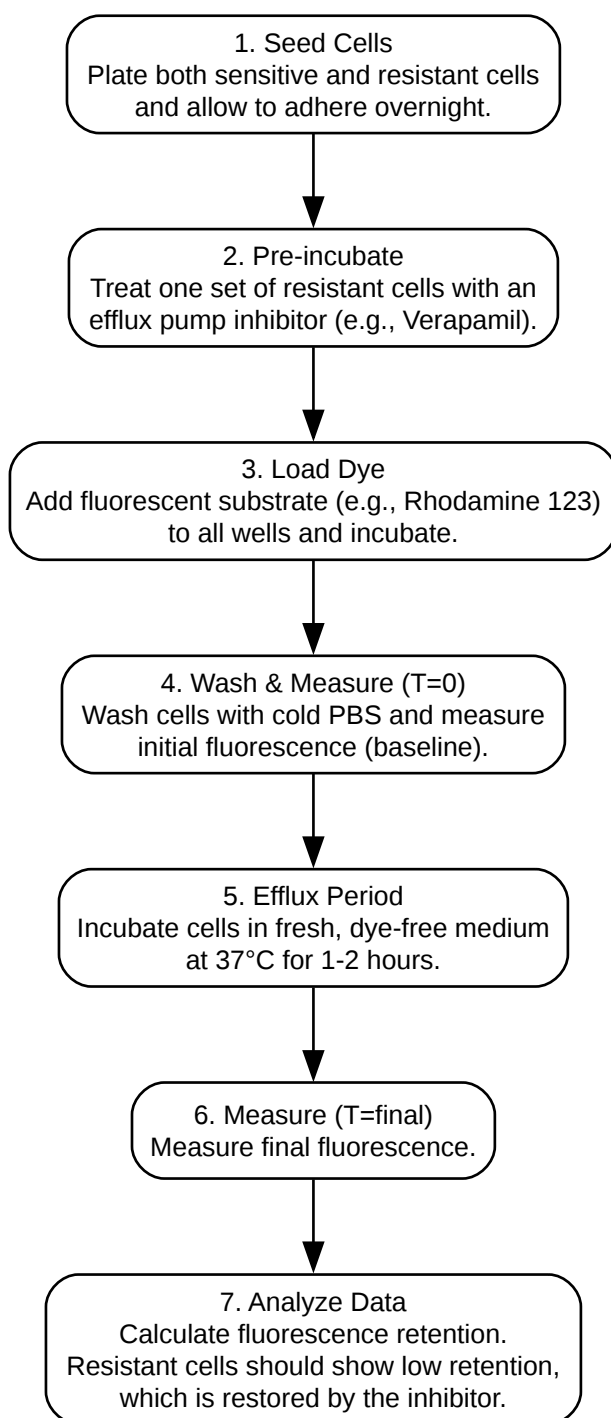 1. Seed Cells
Plate both sensitive and resistant cells
and allow to adhere overnight.
2. Pre-incubate
Treat one set of resistant cells with an
efflux pump inhibitor (e.g., Verapamil).
3. Load Dye
Add fluorescent substrate (e.g., Rhodamine 123)
to all wells and incubate.
4. Wash & Measure (T=0)
Wash cells with cold PBS and measure
initial fluorescence (baseline).
5. Efflux Period
Incubate cells in fresh, dye-free medium
at 37°C for 1-2 hours.
6. Measure (T=final)
Measure final fluorescence.
7. Analyze Data
Calculate fluorescence retention.
Resistant cells should show low retention,
which is restored by the inhibitor.